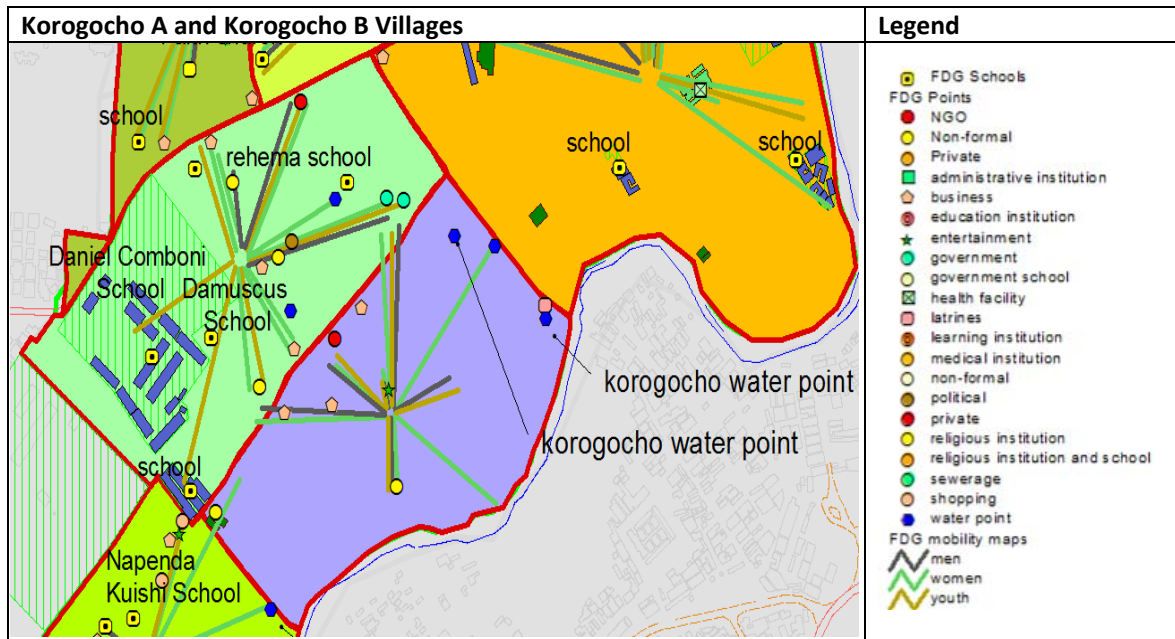 Korogocho A and Korogocho B Villages
Legend
school
rehema school
school
school
Daniel Comboni
School
Damuscus
School
korogocho water point
korogocho water point
school
Napenda
Kuishi School
FDG Schools
FDG Points
NGO
Non-formal
Private
administrative institution
business
education institution
entertainment
government
government school
health facility
latrines
learning institution
medical institution
non-formal
political
private
religious institution
religious institution and school
sewerage
shopping
water point
FDG mobility maps
men
women
youth